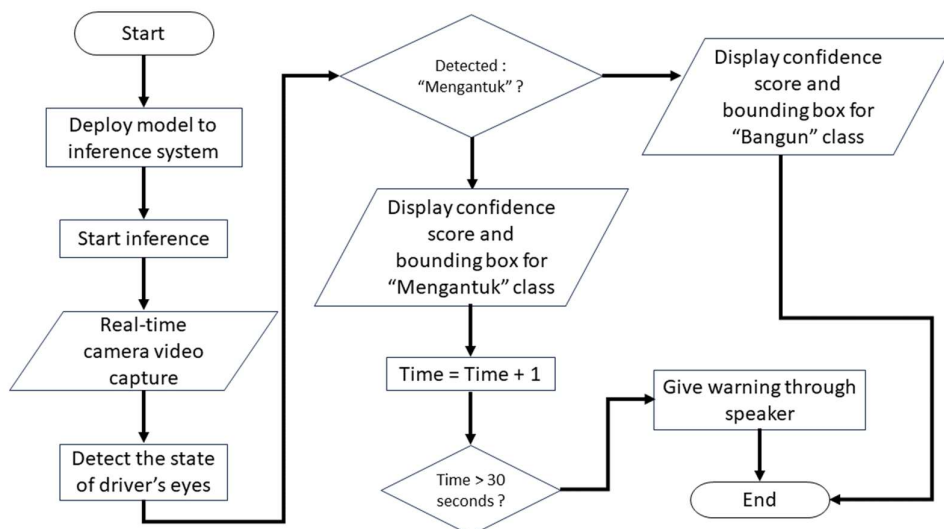 Start
Deploy model to
inference system
Start inference
Real-time
camera video
capture
Detect the state
of driver’s eyes
Detected :
“Mengantuk” ?
Display confidence
score and
bounding box for
“Mengantuk” class
Time = Time + 1
Time > 30
seconds ?
Display confidence
score and
bounding box for
“Bangun” class
Give warning through
speaker
End